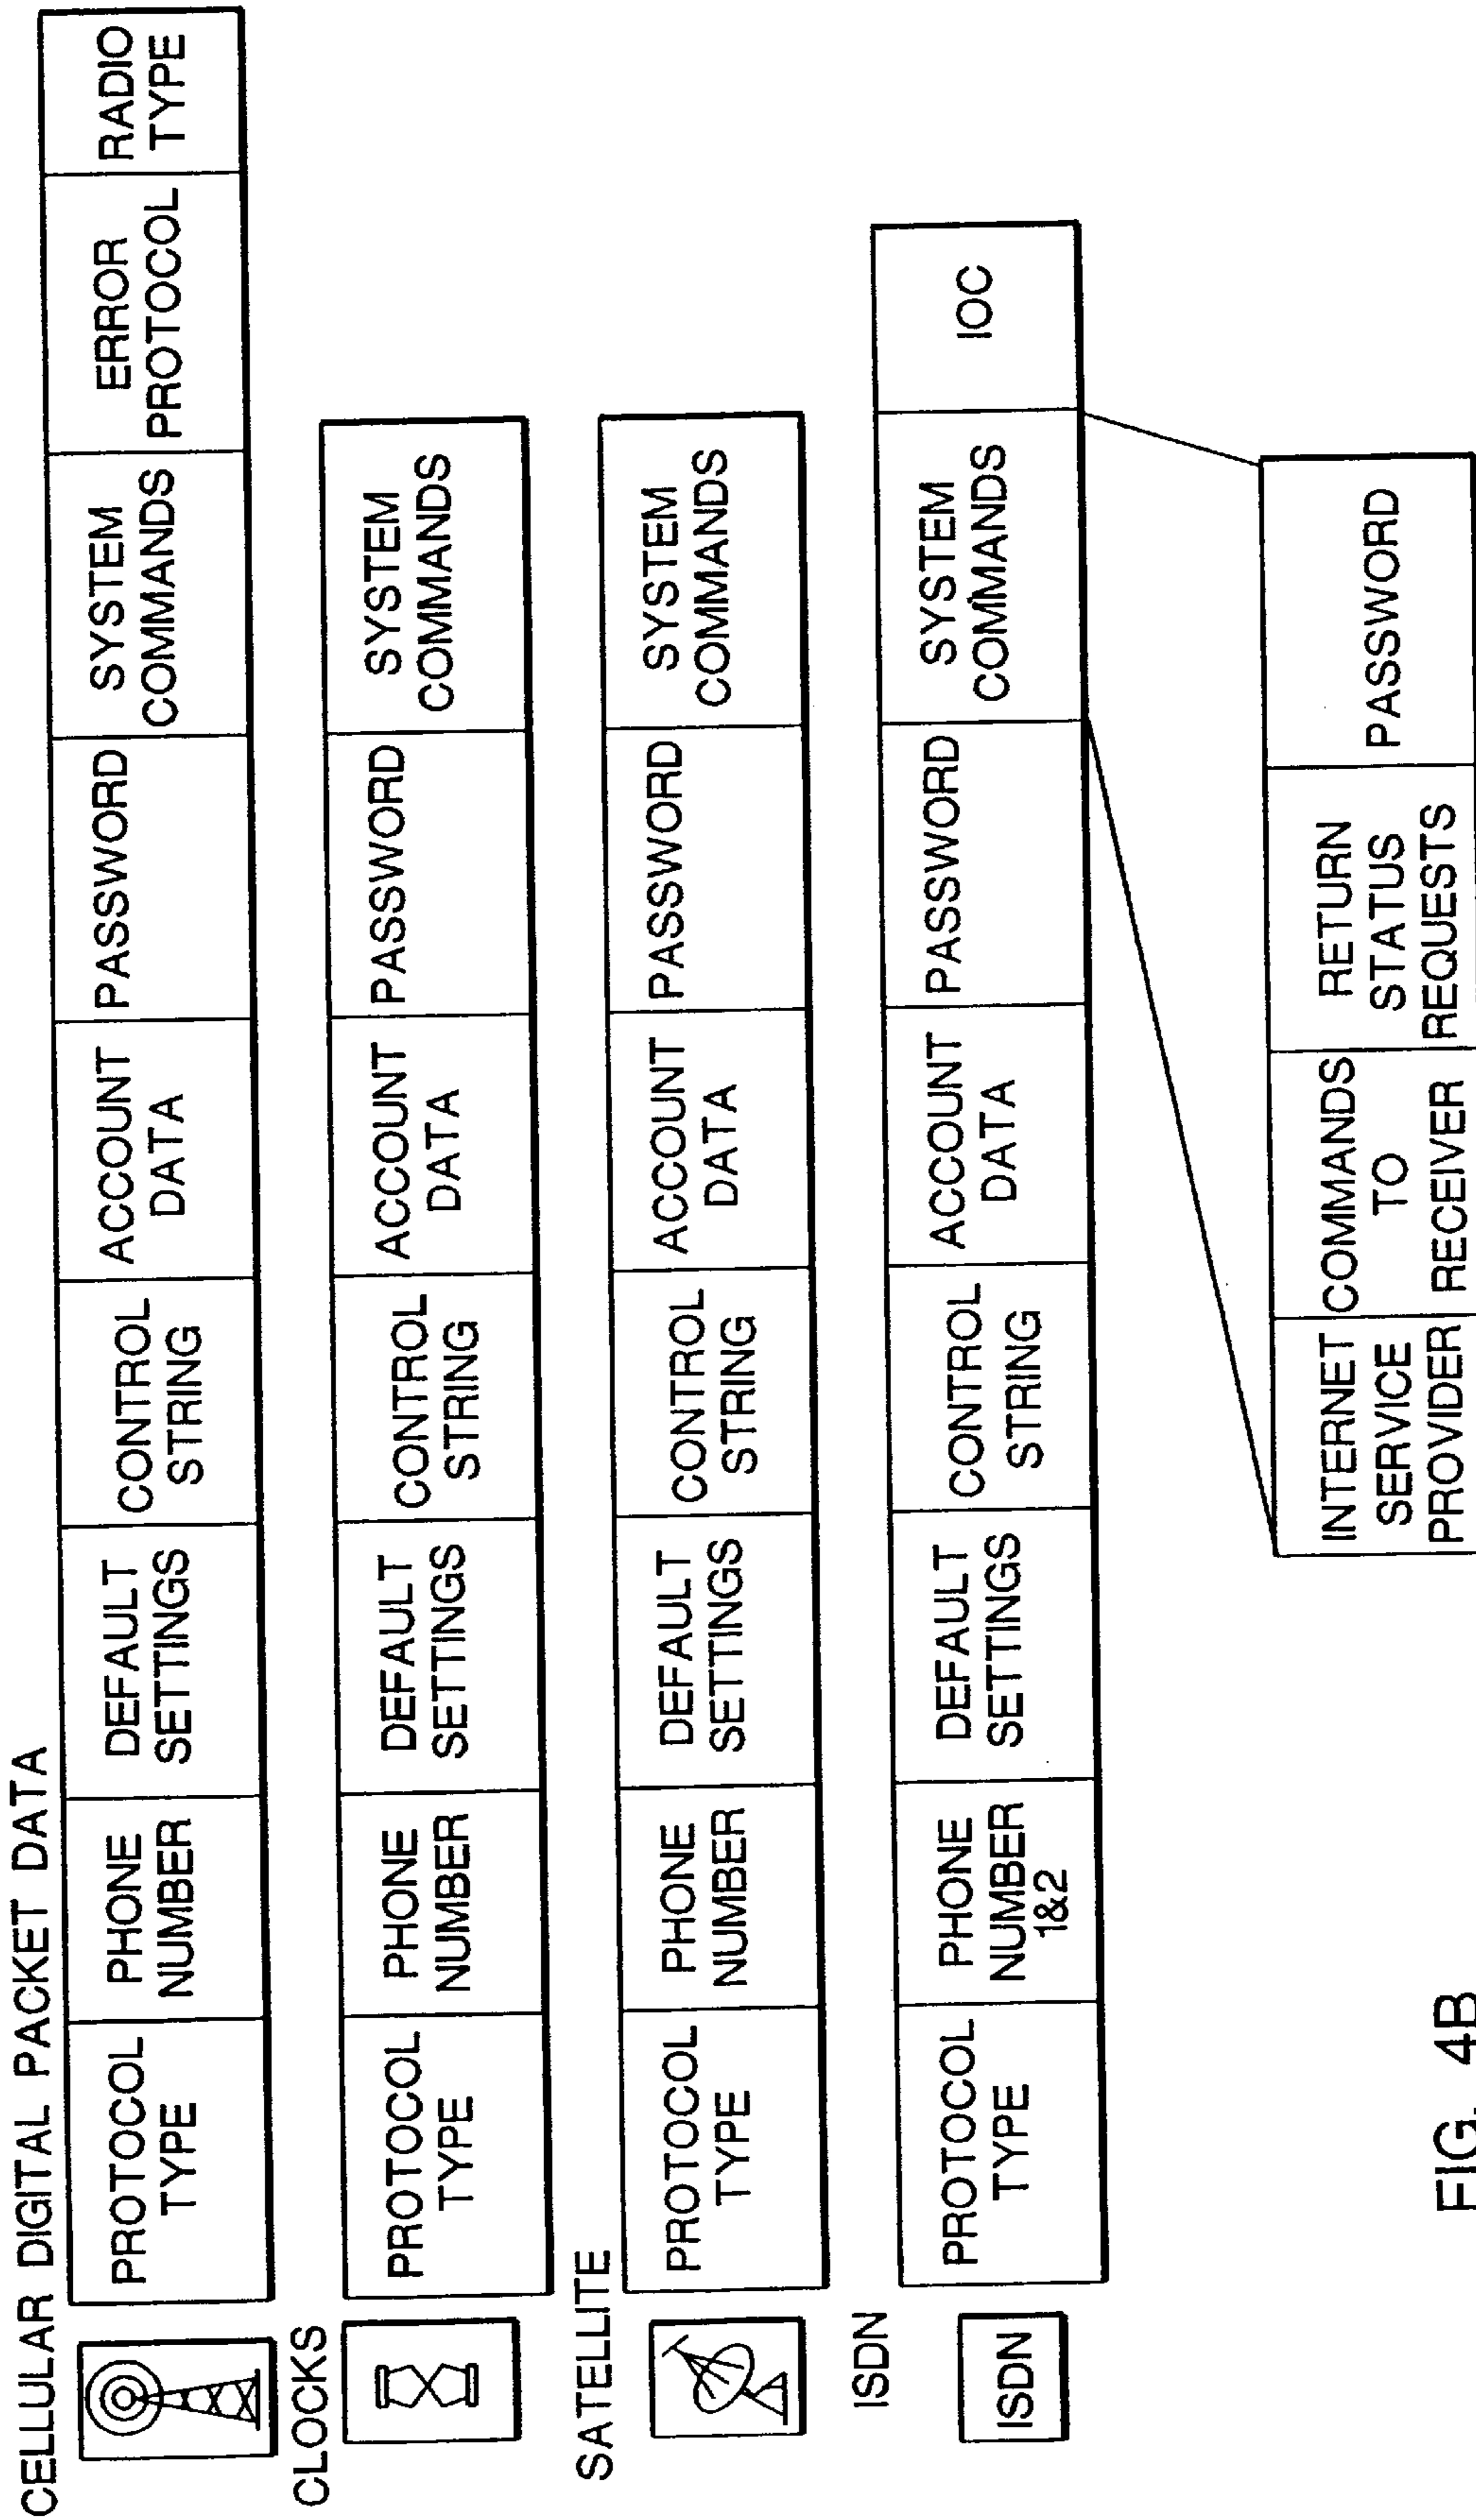 CELLULAR DIGITAL PACKET DATA
PROTOCOL
TYPE
PHONE
NUMBER
DEFAULT
SETTINGS
CONTROL
STRING
ACCOUNT
DATA
PASSWORD
SYSTEM
COMMANDS
ERROR
PROTOCOL
RADIO
TYPE
CLOCKS
PROTOCOL
TYPE
PHONE
NUMBER
DEFAULT
SETTINGS
CONTROL
STRING
ACCOUNT
DATA
PASSWORD
SYSTEM
COMMANDS
SATELLITE
PROTOCOL
TYPE
PHONE
NUMBER
DEFAULT
SETTINGS
CONTROL
STRING
ACCOUNT
DATA
PASSWORD
SYSTEM
COMMANDS
ISDN
ISDN
PROTOCOL
TYPE
PHONE
NUMBER
1&2
DEFAULT
SETTINGS
CONTROL
STRING
ACCOUNT
DATA
PASSWORD
SYSTEM
COMMANDS
IOC
INTERNET
SERVICE
PROVIDER
COMMANDS
TO
RECEIVER
RETURN
STATUS
REQUESTS
PASSWORD
FIG. 4B